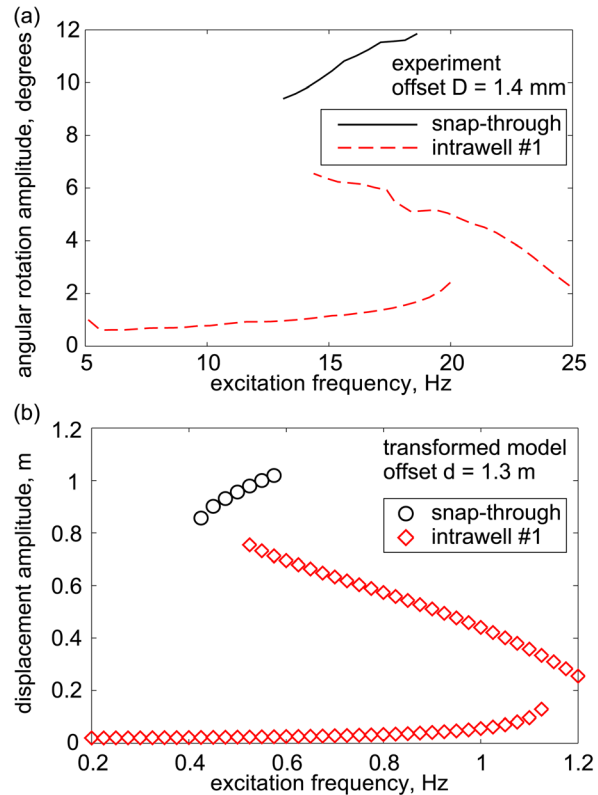 (a)
angular rotation amplitude, degrees
12
10
8
6
4
2
0
experiment
offset D = 1.4 mm
snap-through
intrawell #1
5 10 15 20 25
excitation frequency, Hz
(b)
displacement amplitude, m
1.2
1
0.8
0.6
0.4
0.2
0
transformed model
offset d = 1.3 m
snap-through
intrawell #1
0.2 0.4 0.6 0.8 1 1.2
excitation frequency, Hz